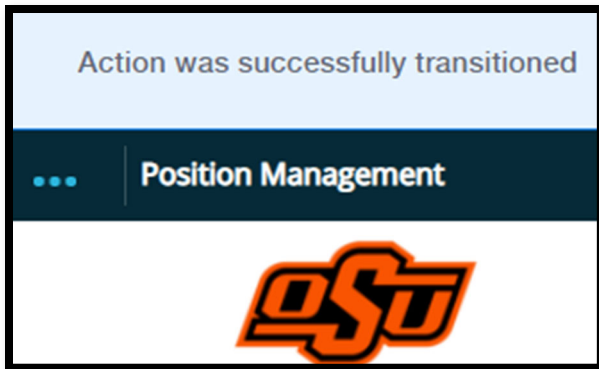 Action was successfully transitioned
Position Management
OSU